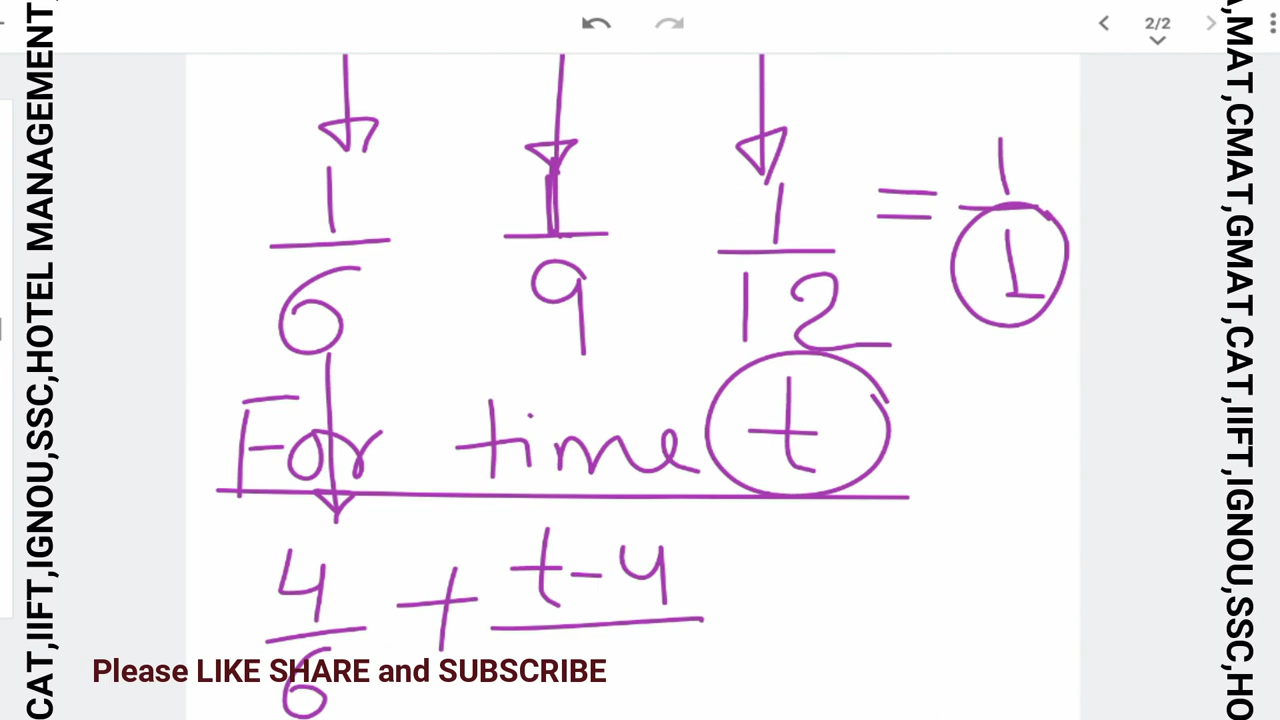 2/2
1/6 1/9 1/12 = 1/1
For time t
4/6 + t-4
Please LIKE SHARE and SUBSCRIBE
CAT,IIFT,IGNOU,SSC,HOTEL MANAGEMENT,
,MAT,CMAT,GMAT,CAT,IIFT,IGNOU,SSC,HO